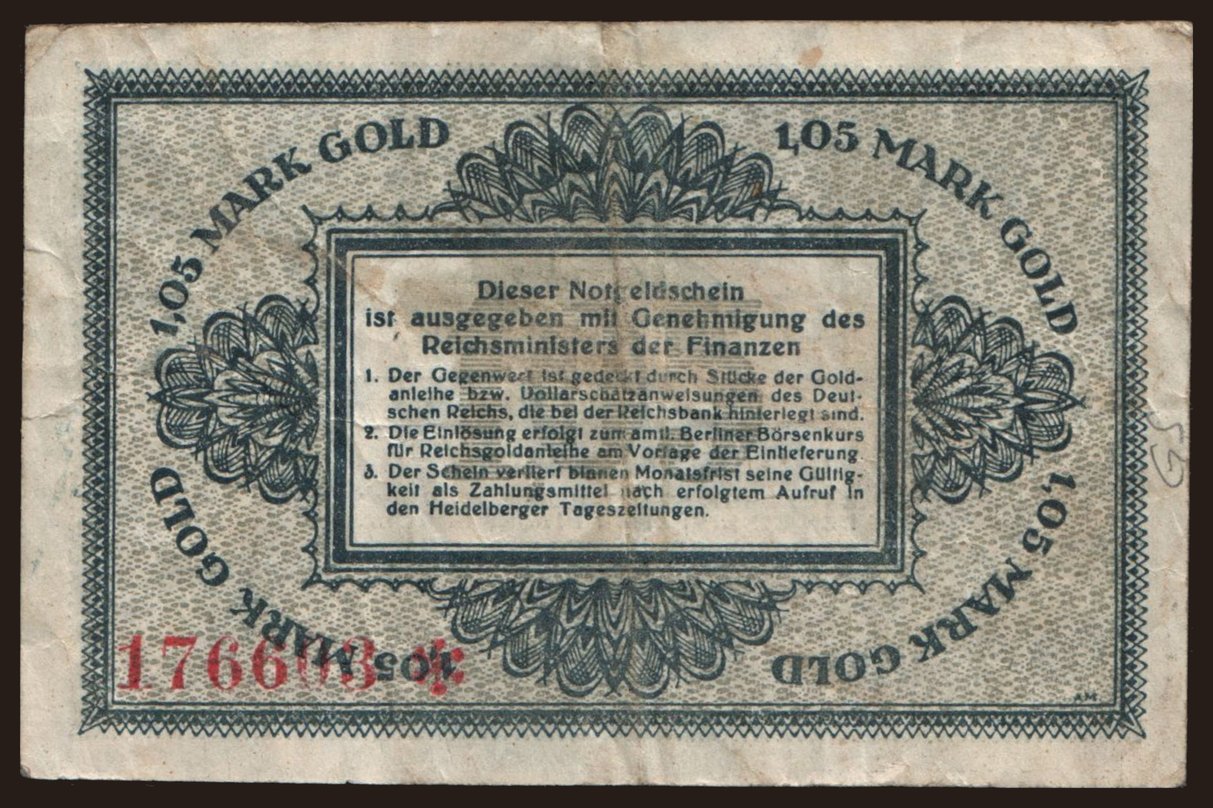 1,05 MARK GOLD
1,05 MARK GOLD
Dieser Notgeldschein
ist ausgegeben mit Genehmigung des
Reichsministers der Finanzen
1. Der Gegenwert ist gedeckt durch Stücke der Gold-
anleihe bzw. Dollarschatzanweisungen des Deut-
schen Reichs, die bei der Reichsbank hinterlegt sind.
2. Die Einlösung erfolgt zum amtl. Berliner Börsenkurs
für Reichsgoldanleihe am Vortage der Einlieferung
3. Der Schein verliert binnen Monatsfrist seine Gültig-
keit als Zahlungsmittel nach erfolgtem Aufruf in
den Heidelberger Tageszeitungen.
1,05 MARK GOLD
1,05 MARK GOLD
176603 *
AM